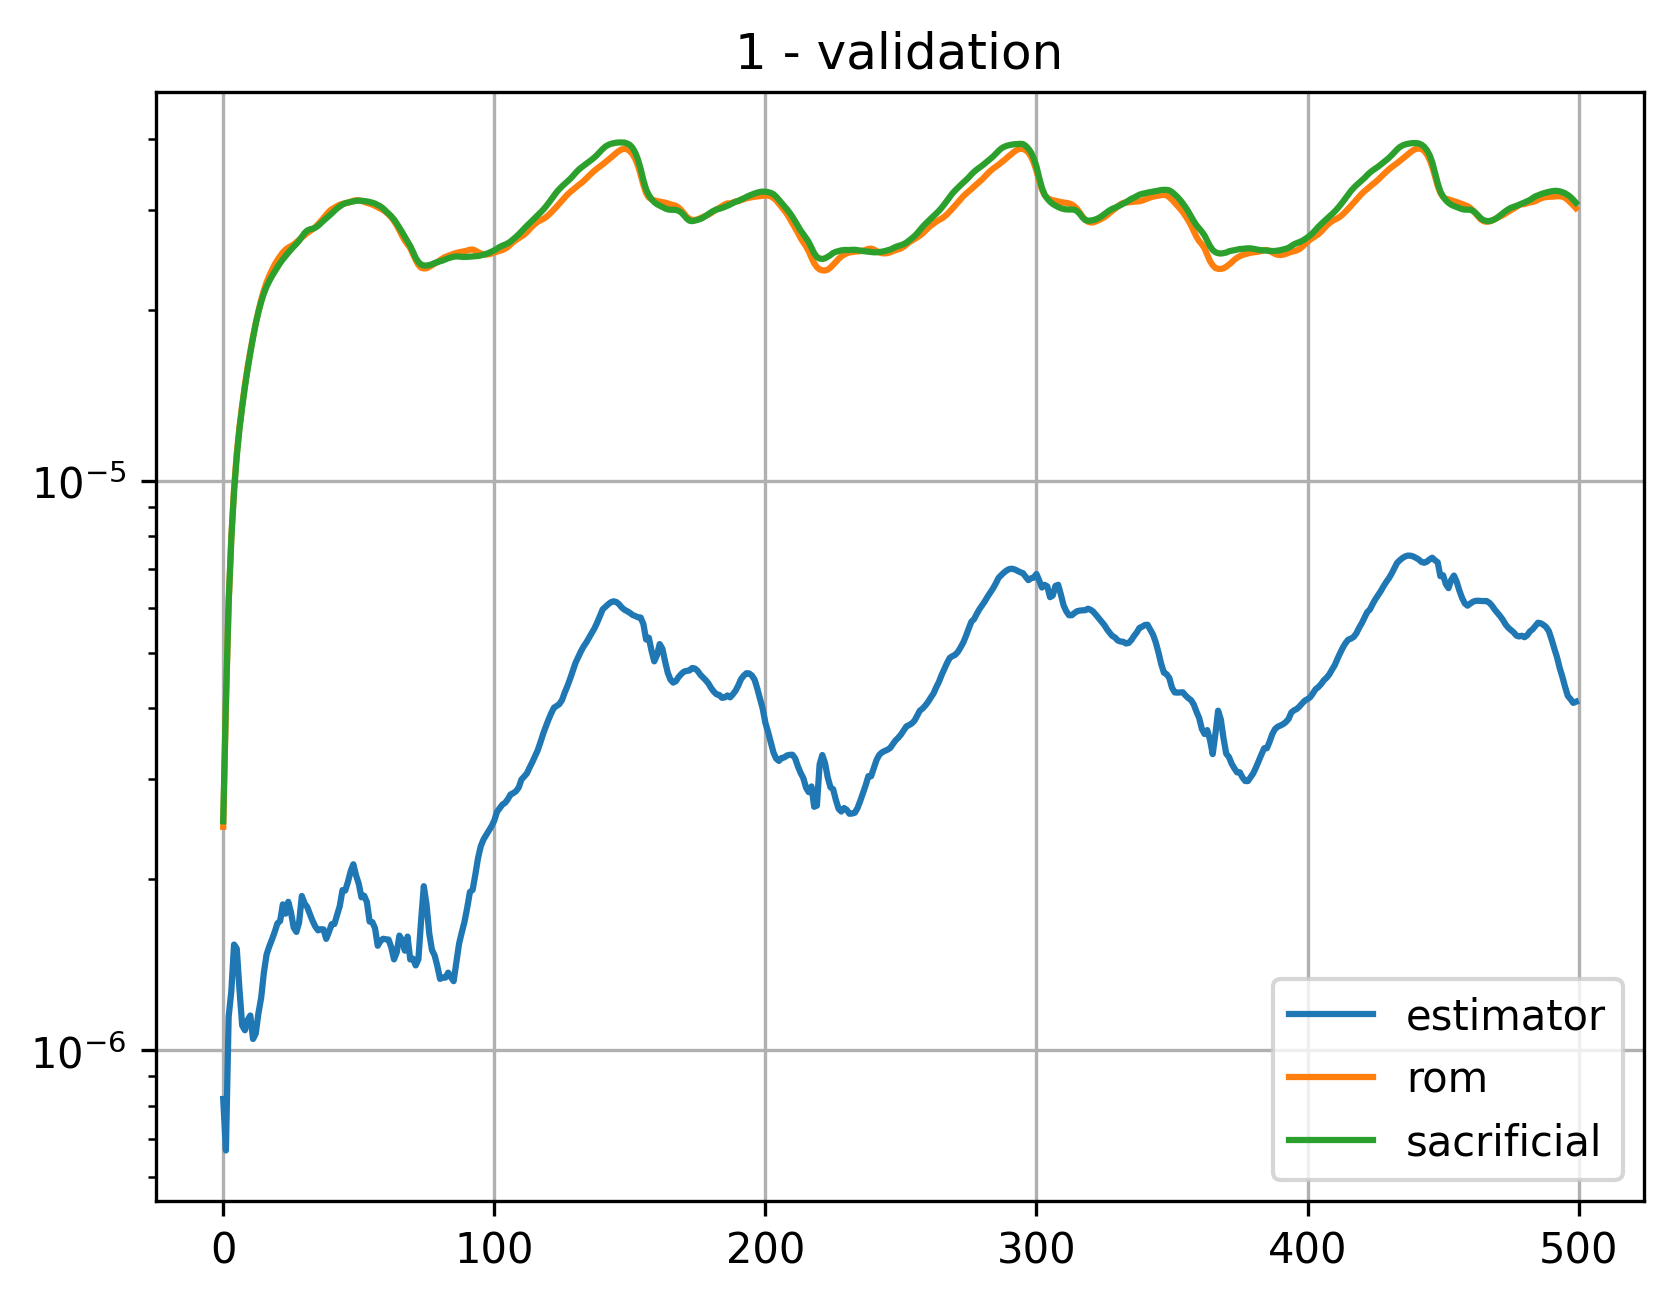 1 - validation
10⁻⁵
10⁻⁶
estimator
rom
sacrificial
0 100 200 300 400 500